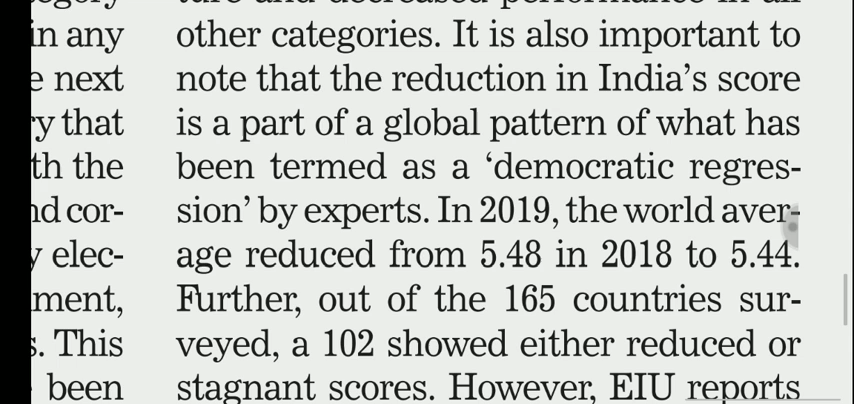 in any
next
that
th the
cor-
elec-
ment,
This
been
other categories. It is also important to
note that the reduction in India’s score
is a part of a global pattern of what has
been termed as a ‘democratic regres-
sion’ by experts. In 2019, the world aver-
age reduced from 5.48 in 2018 to 5.44.
Further, out of the 165 countries sur-
veyed, a 102 showed either reduced or
stagnant scores. However, EIU reports